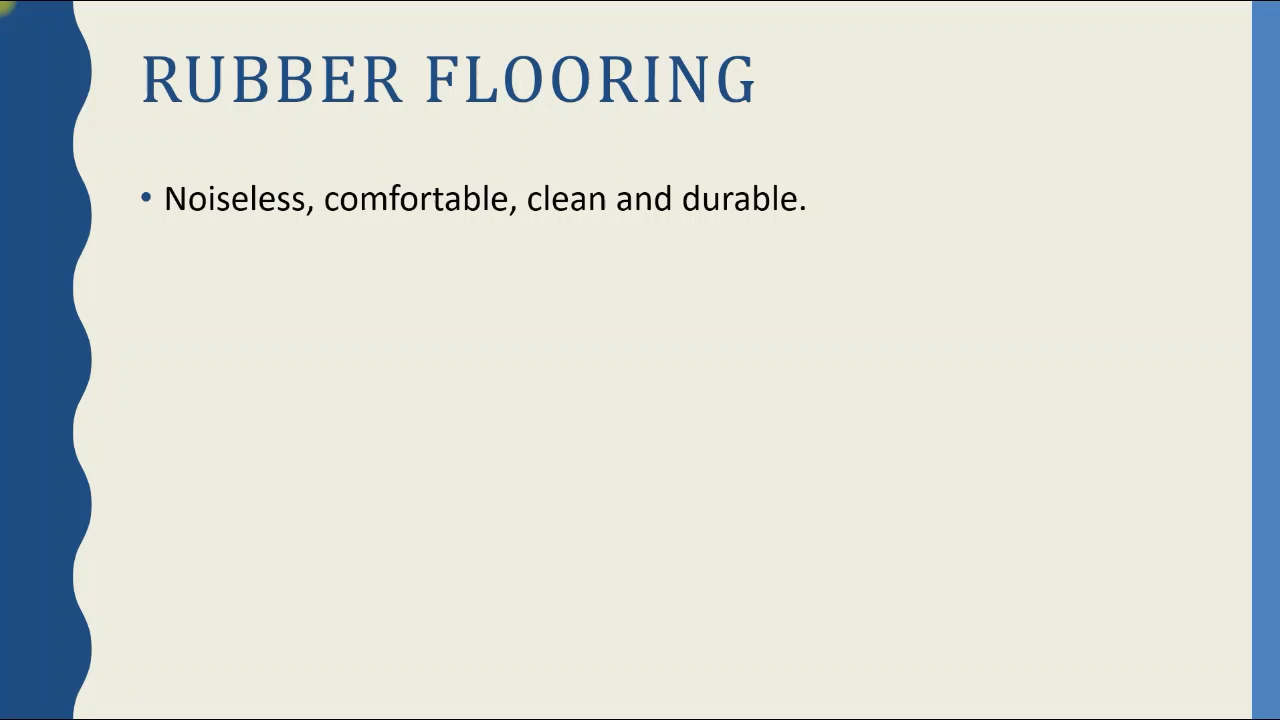 RUBBER FLOORING
• Noiseless, comfortable, clean and durable.